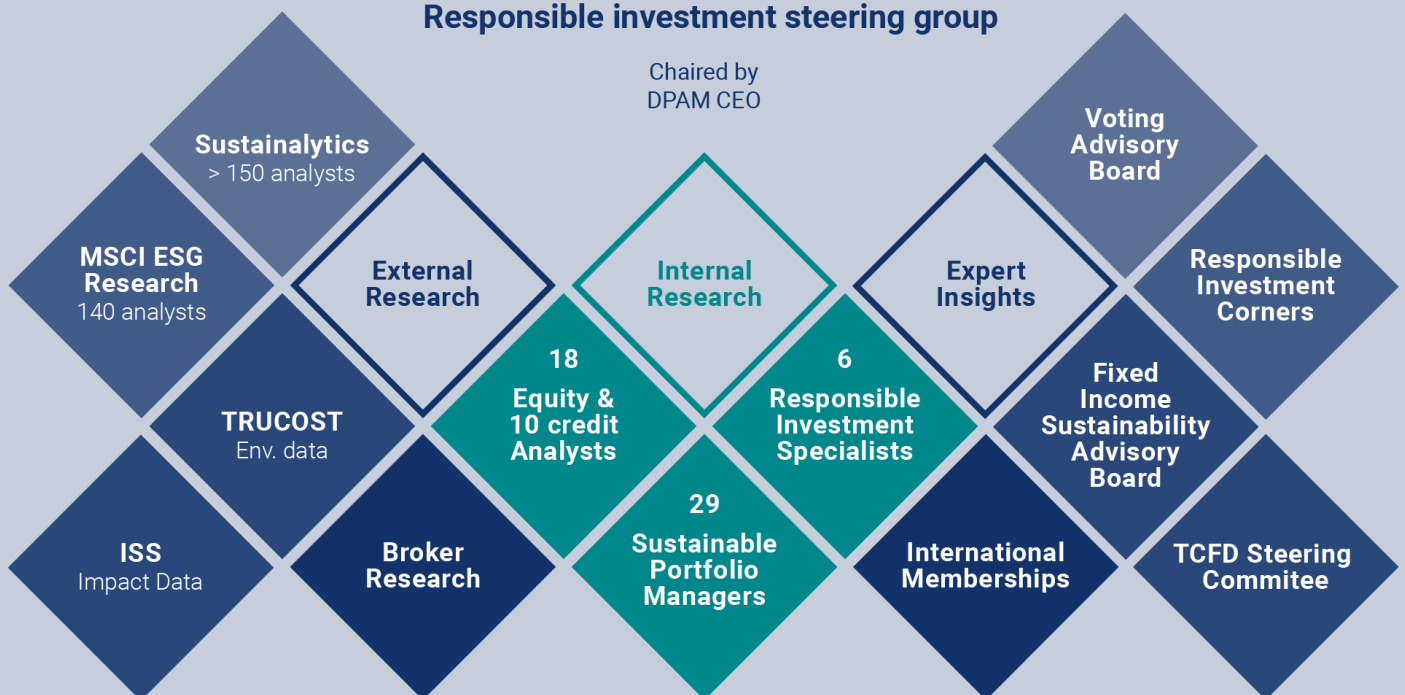 Responsible investment steering group
Chaired by
DPAM CEO
Sustainalytics
> 150 analysts
Voting
Advisory
Board
MSCI ESG
Research
140 analysts
External
Research
Internal
Research
Expert
Insights
Responsible
Investment
Corners
TRUCOST
Env. data
18
Equity &
10 credit
Analysts
6
Responsible
Investment
Specialists
Fixed
Income
Sustainability
Advisory
Board
ISS
Impact Data
Broker
Research
29
Sustainable
Portfolio
Managers
International
Memberships
TCFD Steering
Commitee